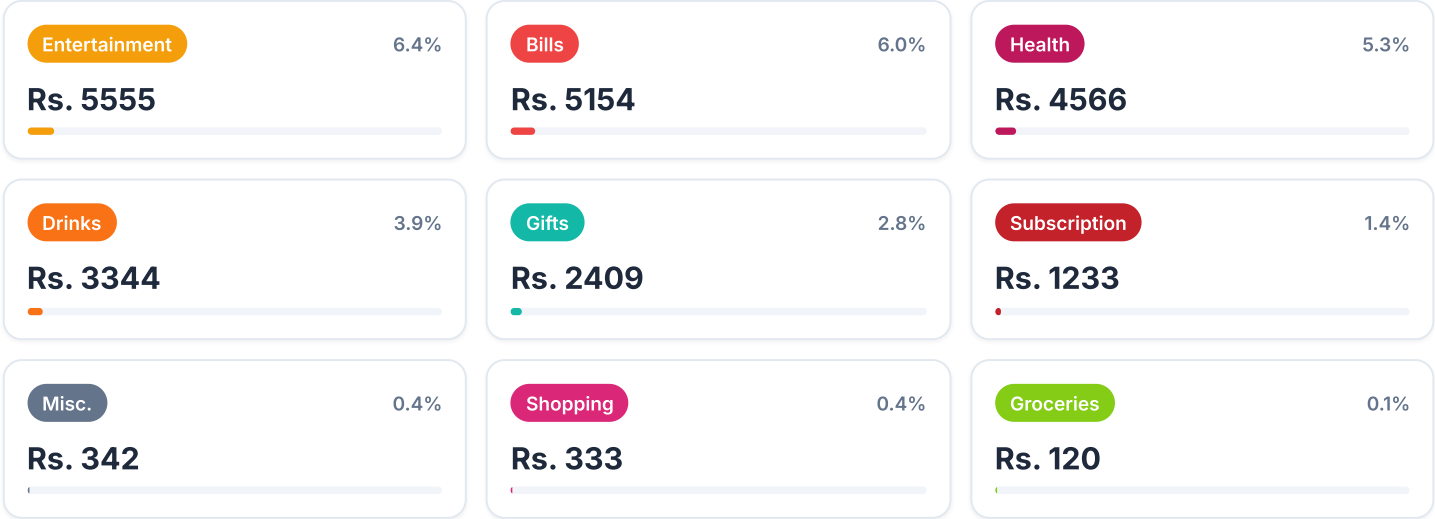 Entertainment 6.4%
Rs. 5555
Bills 6.0%
Rs. 5154
Health 5.3%
Rs. 4566
Drinks 3.9%
Rs. 3344
Gifts 2.8%
Rs. 2409
Subscription 1.4%
Rs. 1233
Misc. 0.4%
Rs. 342
Shopping 0.4%
Rs. 333
Groceries 0.1%
Rs. 120